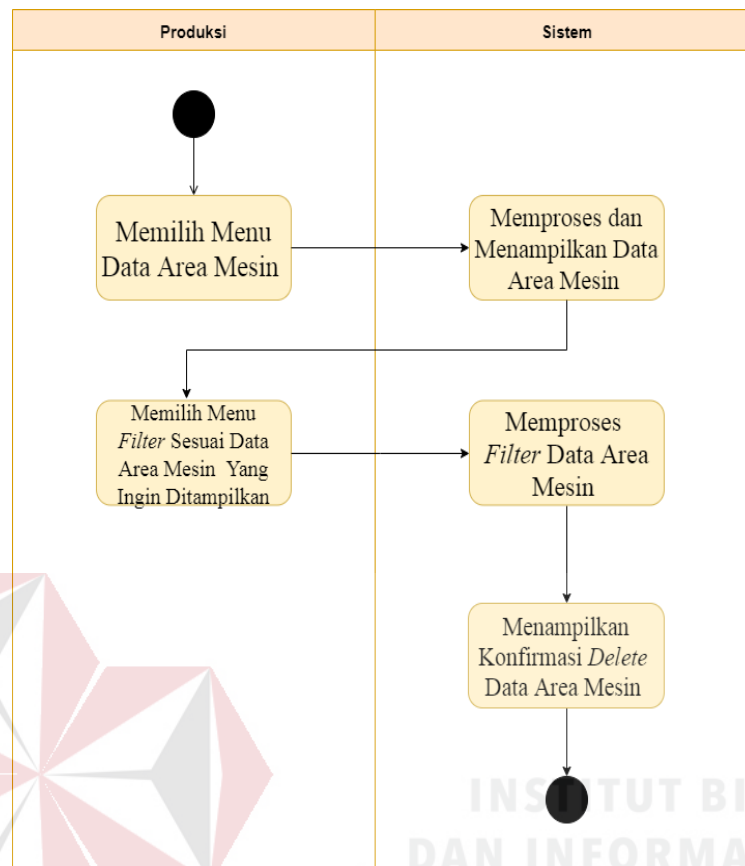 Produksi
Sistem
Memilih Menu
Data Area Mesin
Memproses dan
Menampilkan Data
Area Mesin
Memilih Menu
Filter Sesuai Data
Area Mesin Yang
Ingin Ditampilkan
Memproses
Filter Data Area
Mesin
Menampilkan
Konfirmasi Delete
Data Area Mesin
INSTITUT BI
DAN INFORMA